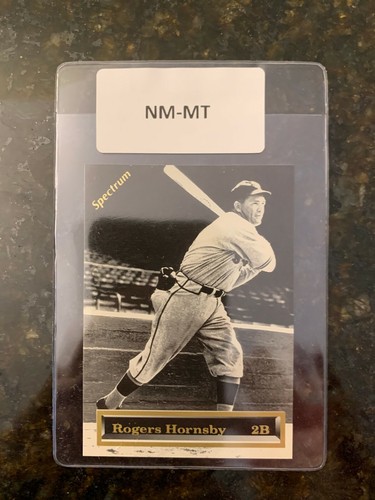 NM-MT
Spectrum
Rogers Hornsby 2B